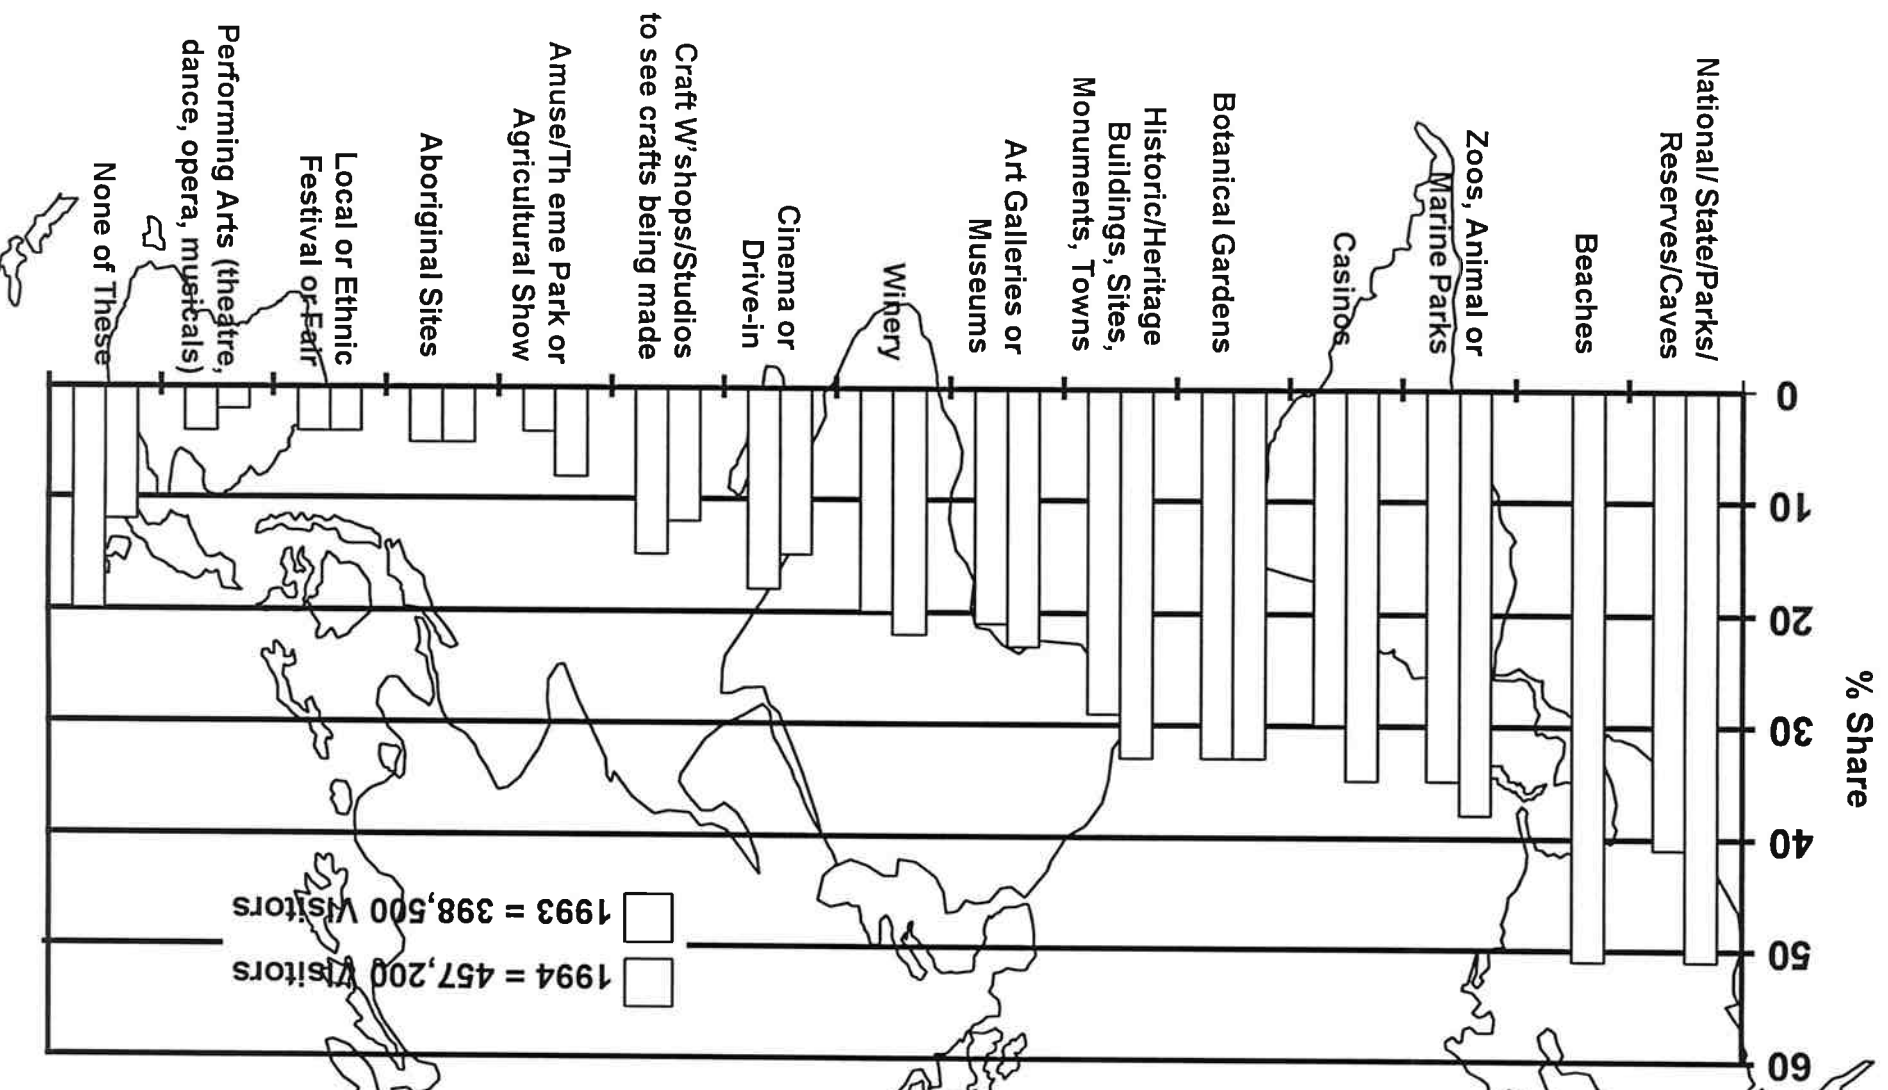 % Share
0
10
20
30
40
50
60
National/State/Parks/
Reserves/Caves
Beaches
Zoos, Animal or
Marine Parks
Casinos
Botanical Gardens
Historic/Heritage
Buildings, Sites,
Monuments, Towns
Art Galleries or
Museums
Winery
Cinema or
Drive-in
Craft W'shops/Studios
to see crafts being made
Amuse/Th eme Park or
Agricultural Show
Aboriginal Sites
Local or Ethnic
Festival or Fair
Performing Arts (theatre,
dance, opera, musicals)
None of These
1993 = 398,500 Visitors
1994 = 457,200 Visitors